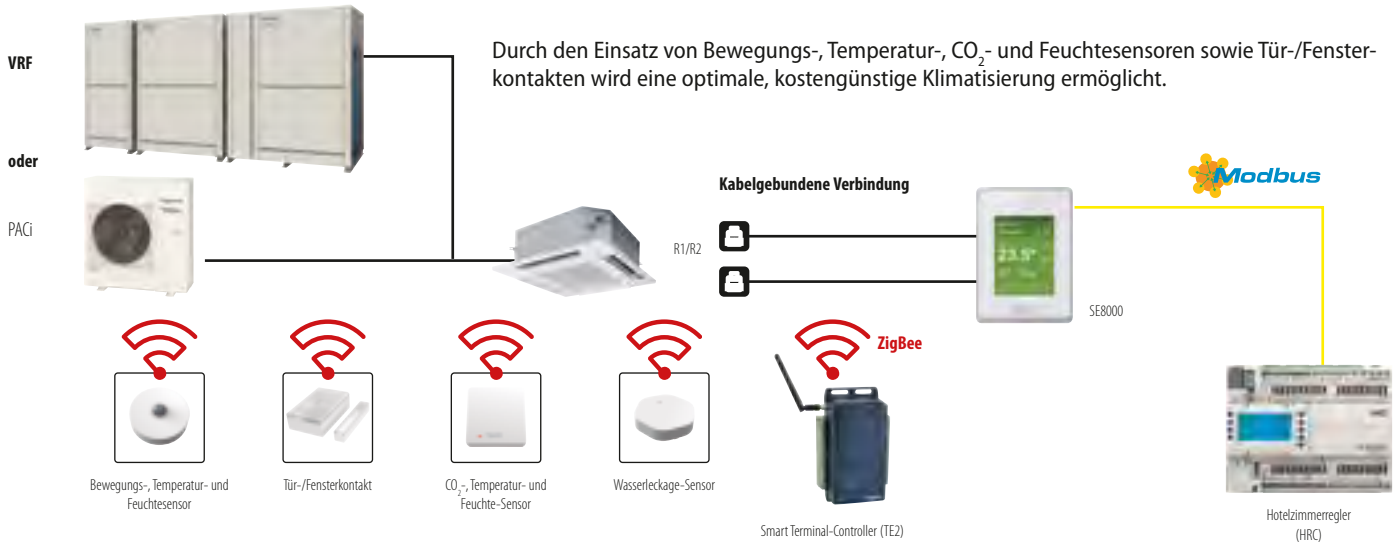 VRF
Durch den Einsatz von Bewegungs-, Temperatur-, CO₂- und Feuchtesensoren sowie Tür-/Fenster-
kontakten wird eine optimale, kostengünstige Klimatisierung ermöglicht.
oder
PACi
Kabelgebundene Verbindung
Modbus
R1/R2
23.5°
SE8000
ZigBee
Bewegungs-, Temperatur- und
Feuchtesensor
Tür-/Fensterkontakt
CO₂-, Temperatur- und
Feuchte-Sensor
Wasserleckage-Sensor
Smart Terminal-Controller (TE2)
Hotelzimmerregler
(HRC)